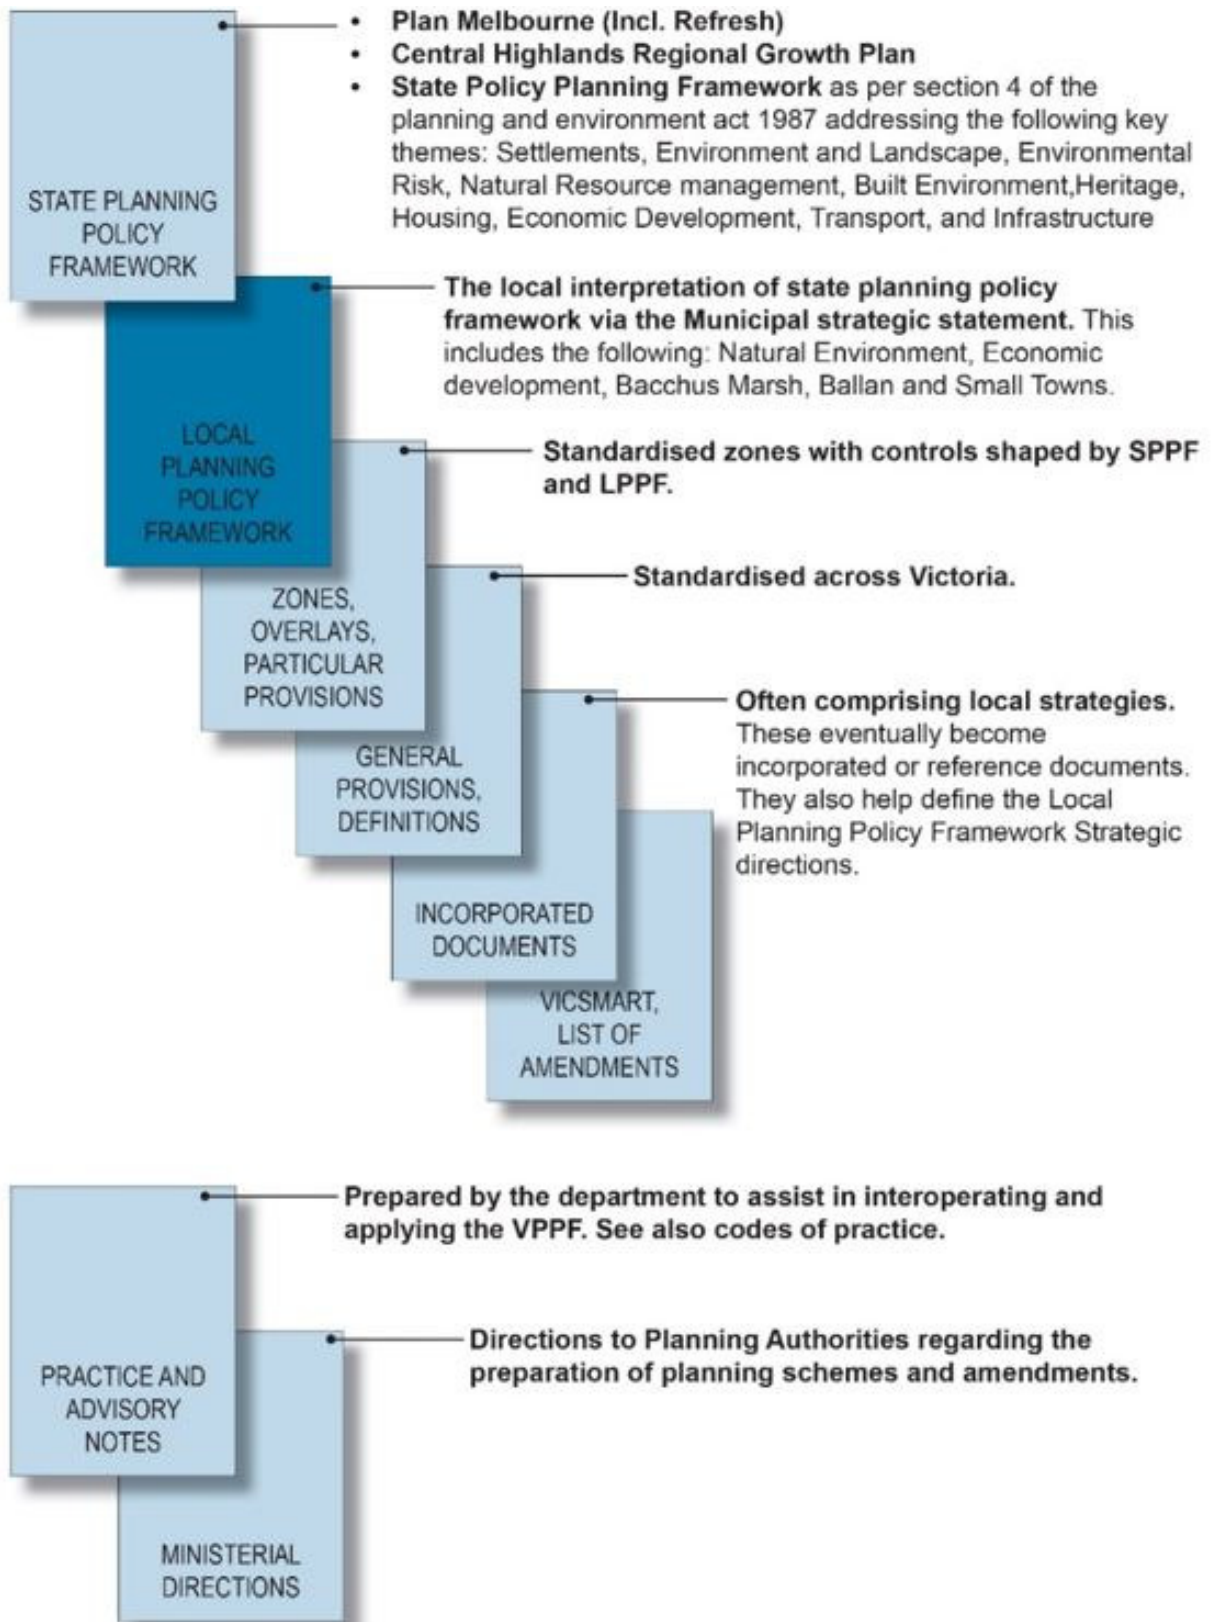 • Plan Melbourne (Incl. Refresh)
• Central Highlands Regional Growth Plan
• State Policy Planning Framework as per section 4 of the
planning and environment act 1987 addressing the following key
themes: Settlements, Environment and Landscape, Environmental
Risk, Natural Resource management, Built Environment,Heritage,
Housing, Economic Development, Transport, and Infrastructure
STATE PLANNING
POLICY
FRAMEWORK
The local interpretation of state planning policy
framework via the Municipal strategic statement. This
includes the following: Natural Environment, Economic
development, Bacchus Marsh, Ballan and Small Towns.
LOCAL
PLANNING
POLICY
FRAMEWORK
Standardised zones with controls shaped by SPPF
and LPPF.
ZONES,
OVERLAYS,
PARTICULAR
PROVISIONS
Standardised across Victoria.
GENERAL
PROVISIONS,
DEFINITIONS
Often comprising local strategies.
These eventually become
incorporated or reference documents.
They also help define the Local
Planning Policy Framework Strategic
directions.
INCORPORATED
DOCUMENTS
VICSMART,
LIST OF
AMENDMENTS
Prepared by the department to assist in interoperating and
applying the VPPF. See also codes of practice.
PRACTICE AND
ADVISORY
NOTES
Directions to Planning Authorities regarding the
preparation of planning schemes and amendments.
MINISTERIAL
DIRECTIONS